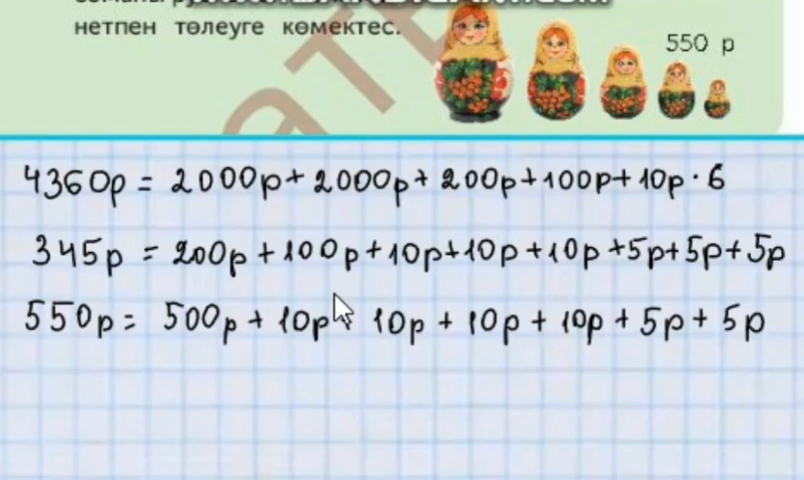 нетпен төлеуге көмектес.
550 р
4360р = 2000р+ 2000р+ 200р+100р+10р · 6
345р = 200р +100р+10р+10р +10р +5р+5р+5р
550р = 500р + 10р + 10р + 10р + 10р + 5р + 5р